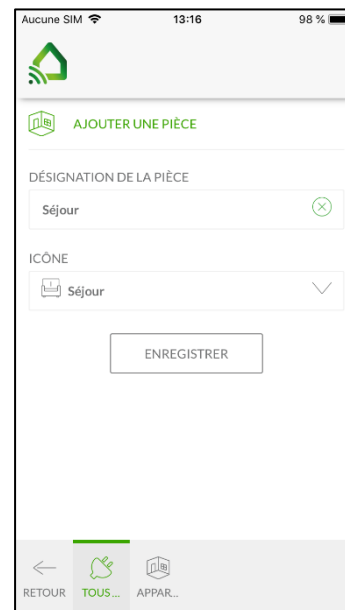 Aucune SIM 13:16 98 %
AJOUTER UNE PIÈCE
DÉSIGNATION DE LA PIÈCE
Séjour
ICÔNE
Séjour
ENREGISTRER
RETOUR TOUS... APPAR...